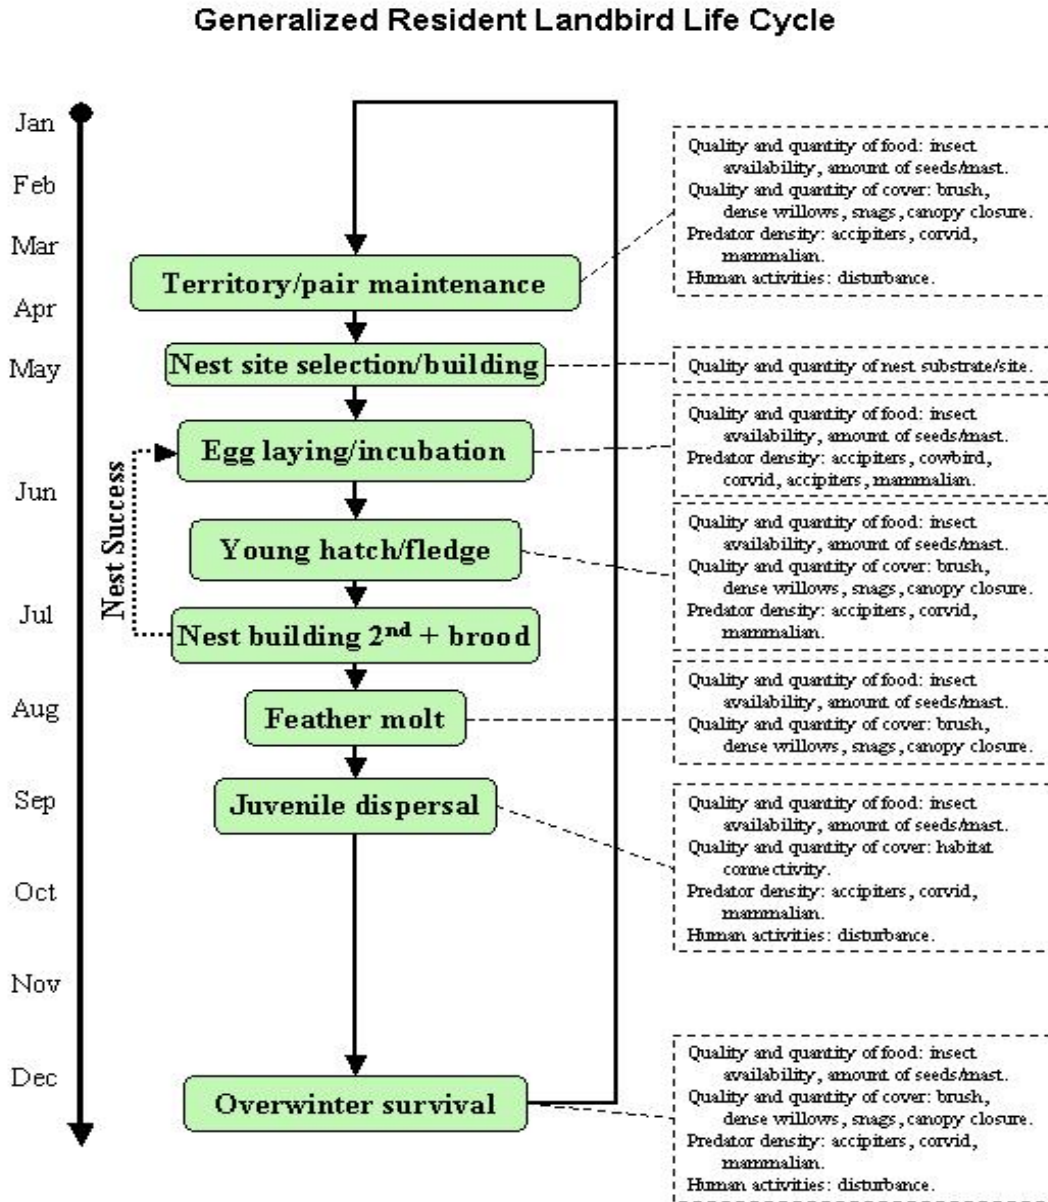 Generalized Resident Landbird Life Cycle
Jan
Feb
Mar
Apr
May
Jun
Jul
Aug
Sep
Oct
Nov
Dec
Territory/pair maintenance
Nest site selection/building
Egg laying/incubation
Young hatch/fledge
Nest building 2nd + brood
Feather molt
Juvenile dispersal
Overwinter survival
Nest Success
Quality and quantity of food: insect
availability, amount of seeds/mast.
Quality and quantity of cover: brush,
dense willows, snags, canopy closure.
Predator density: accipiters, corvid,
mammalian.
Human activities: disturbance.
Quality and quantity of nest substrate/site.
Quality and quantity of food: insect
availability, amount of seeds/mast.
Predator density: accipiters, cowbird,
corvid, accipiters, mammalian.
Quality and quantity of food: insect
availability, amount of seeds/mast.
Quality and quantity of cover: brush,
dense willows, snags, canopy closure.
Predator density: accipiters, corvid,
mammalian.
Quality and quantity of food: insect
availability, amount of seeds/mast.
Quality and quantity of cover: brush,
dense willows, snags, canopy closure.
Quality and quantity of food: insect
availability, amount of seeds/mast.
Quality and quantity of cover: habitat
connectivity.
Predator density: accipiters, corvid,
mammalian.
Human activities: disturbance.
Quality and quantity of food: insect
availability, amount of seeds/mast.
Quality and quantity of cover: brush,
dense willows, snags, canopy closure.
Predator density: accipiters, corvid,
mammalian.
Human activities: disturbance.